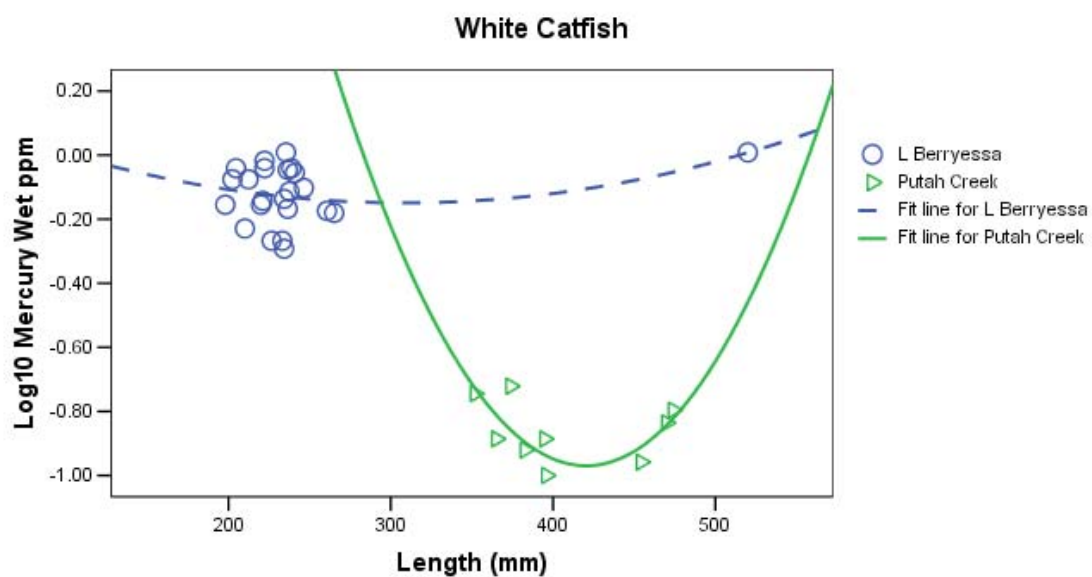 White Catfish
Log10 Mercury Wet ppm
0.20
0.00
-0.20
-0.40
-0.60
-0.80
-1.00
200 300 400 500
Length (mm)
L Berryessa
Putah Creek
Fit line for L Berryessa
Fit line for Putah Creek